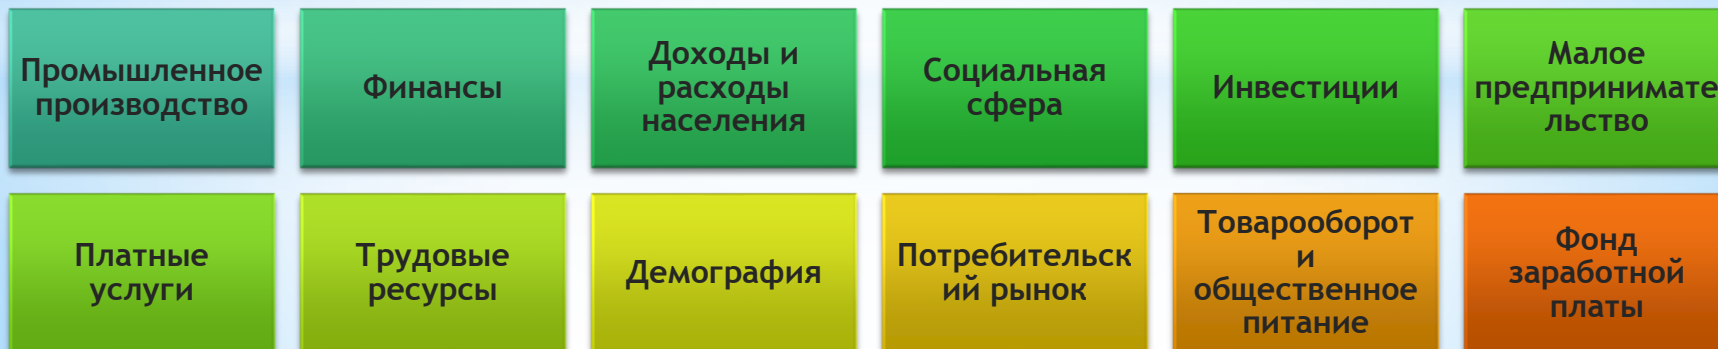 Промышленное
производство
Финансы
Доходы и
расходы
населения
Социальная
сфера
Инвестиции
Малое
предпринимате
льство
Платные
услуги
Трудовые
ресурсы
Демография
Потребительск
ий рынок
Товарооборот
и
общественное
питание
Фонд
заработной
платы